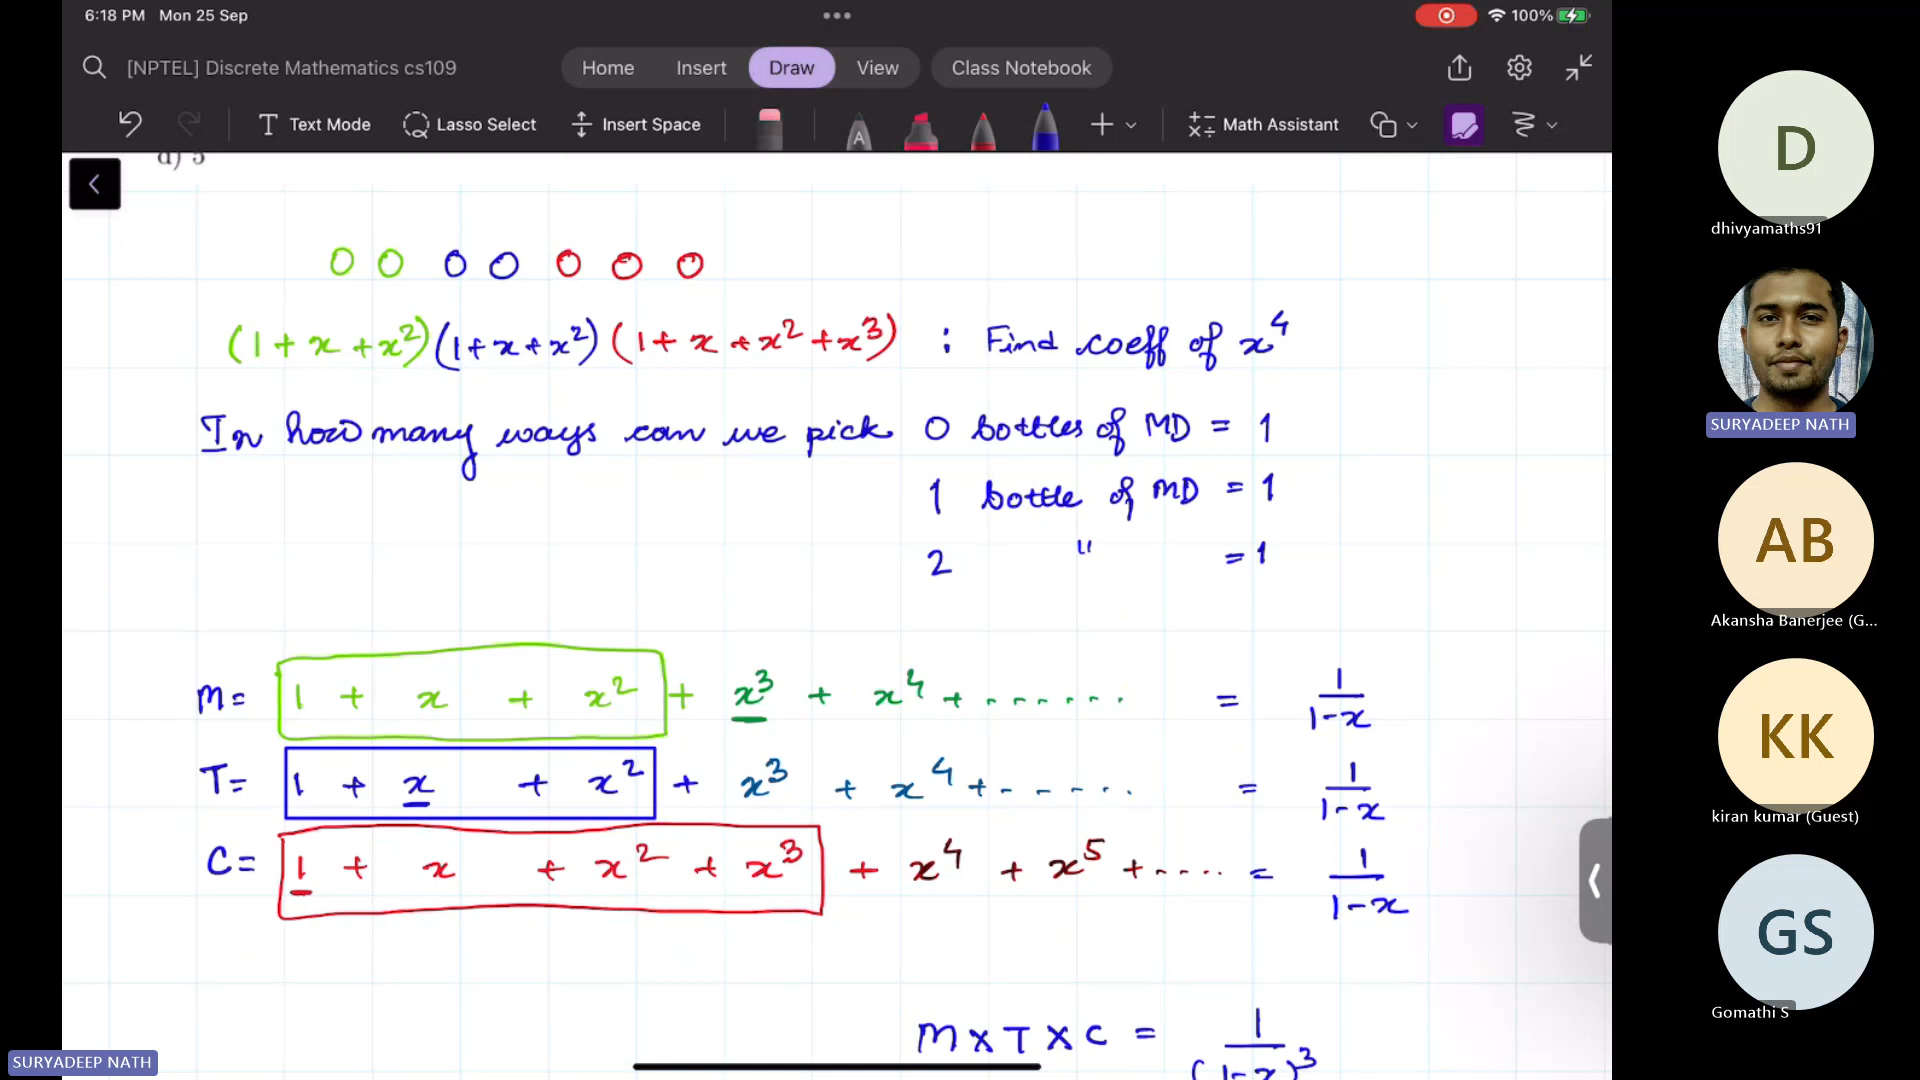 6:18 PM Mon 25 Sep
100%
[NPTEL] Discrete Mathematics cs109
Home Insert Draw View Class Notebook
Text Mode Lasso Select Insert Space A Math Assistant
d) 5
(1 + x + x²) (1 + x + x²) (1 + x + x² + x³) : Find coeff of x⁴
In how many ways can we pick 0 bottles of MD = 1
1 bottle of MD = 1
2 " = 1
M = 1 + x + x² + x³ + x⁴ + ....... = 1/(1-x)
T = 1 + x + x² + x³ + x⁴ + ...... = 1/(1-x)
C = 1 + x + x² + x³ + x⁴ + x⁵ + .... = 1/(1-x)
M × T × C = 1/(1-x)³
SURYADEEP NATH
D
dhivyamaths91
SURYADEEP NATH
AB
Akansha Banerjee (G...
KK
kiran kumar (Guest)
GS
Gomathi S